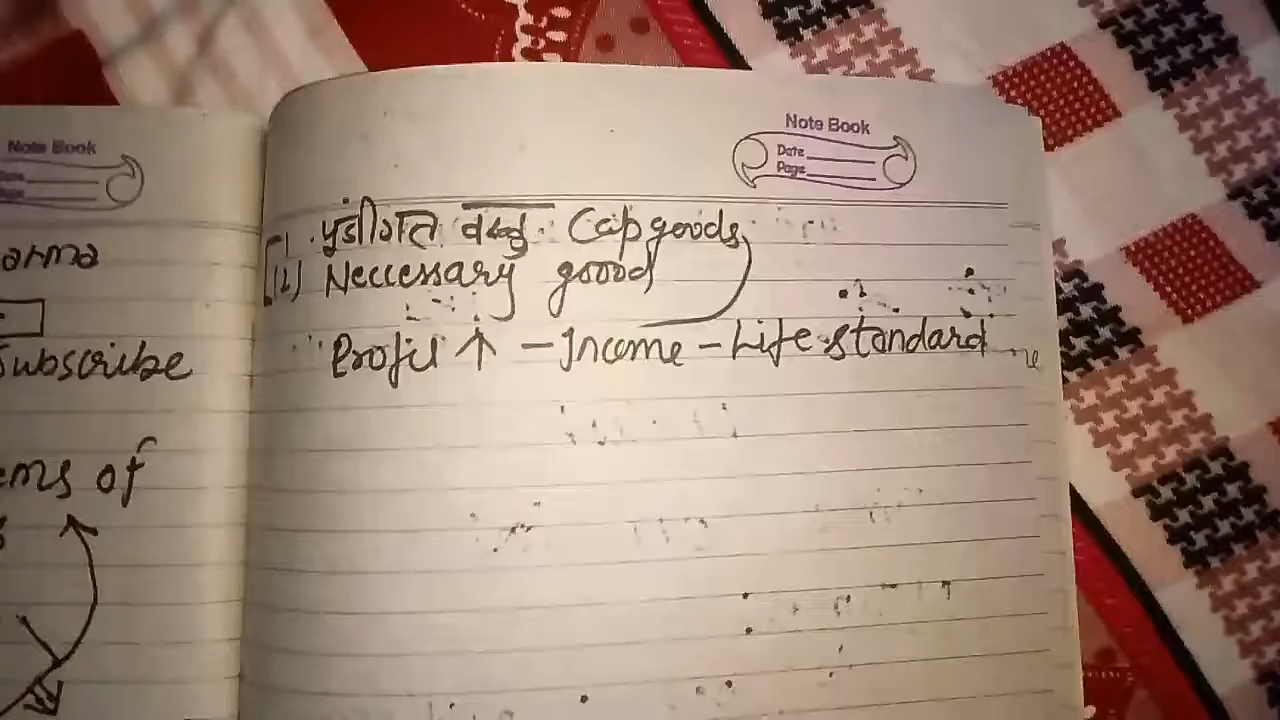 Note Book
arma
Subscribe
ems of
Note Book
Date
Page
1. पुंडीगति वस्तु. Cap goods
(2) Neccessary goood
Profit ↑ – Income – Life standard